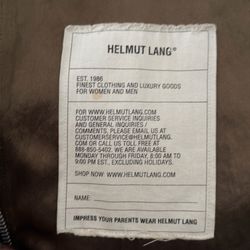 HELMUT LANG®
EST. 1986
FINEST CLOTHING AND LUXURY GOODS
FOR WOMEN AND MEN
FOR WWW.HELMUTLANG.COM
CUSTOMER SERVICE INQUIRIES
AND GENERAL INQUIRIES /
COMMENTS, PLEASE EMAIL US AT
CUSTOMERSERVICE@HELMUTLANG.
COM OR CALL US TOLL-FREE AT
888-850-5402. WE ARE AVAILABLE
MONDAY THROUGH FRIDAY, 8:00 AM TO
9:00 PM EST., EXCLUDING HOLIDAYS.
SHOP NOW: WWW.HELMUTLANG.COM
NAME:
IMPRESS YOUR PARENTS WEAR HELMUT LANG